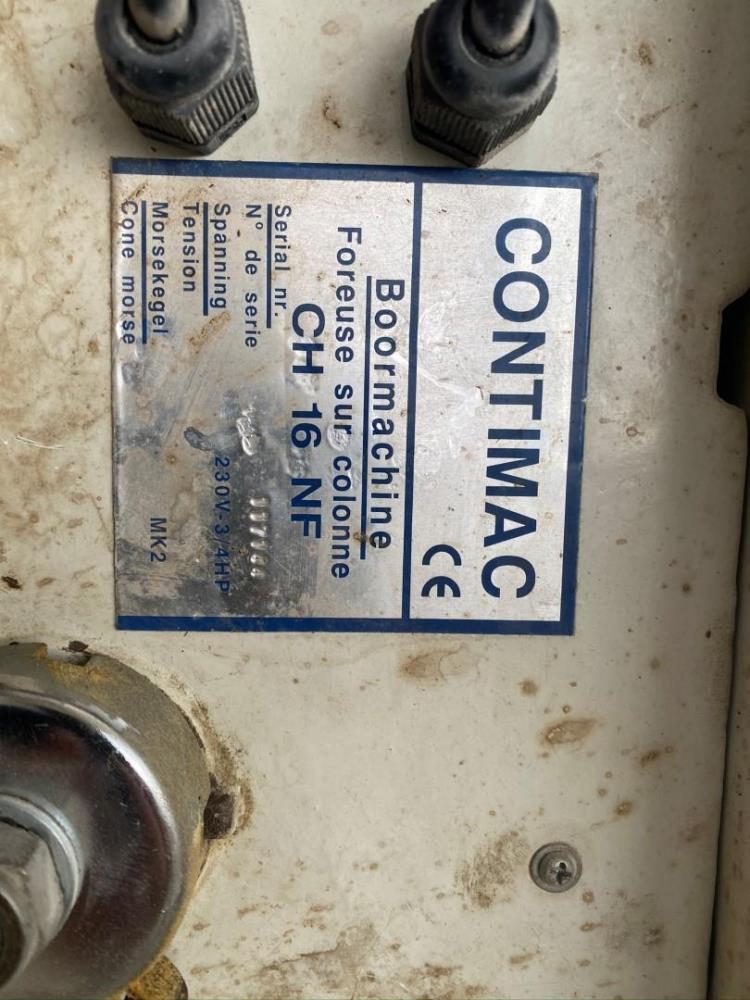 CONTIMAC
CE
Boormachine
Foreuse sur colonne
CH 16 NF
Serial nr.
N° de serie
Spanning 230V-3/4HP
Tension
Morsekegel MK2
Cone morse